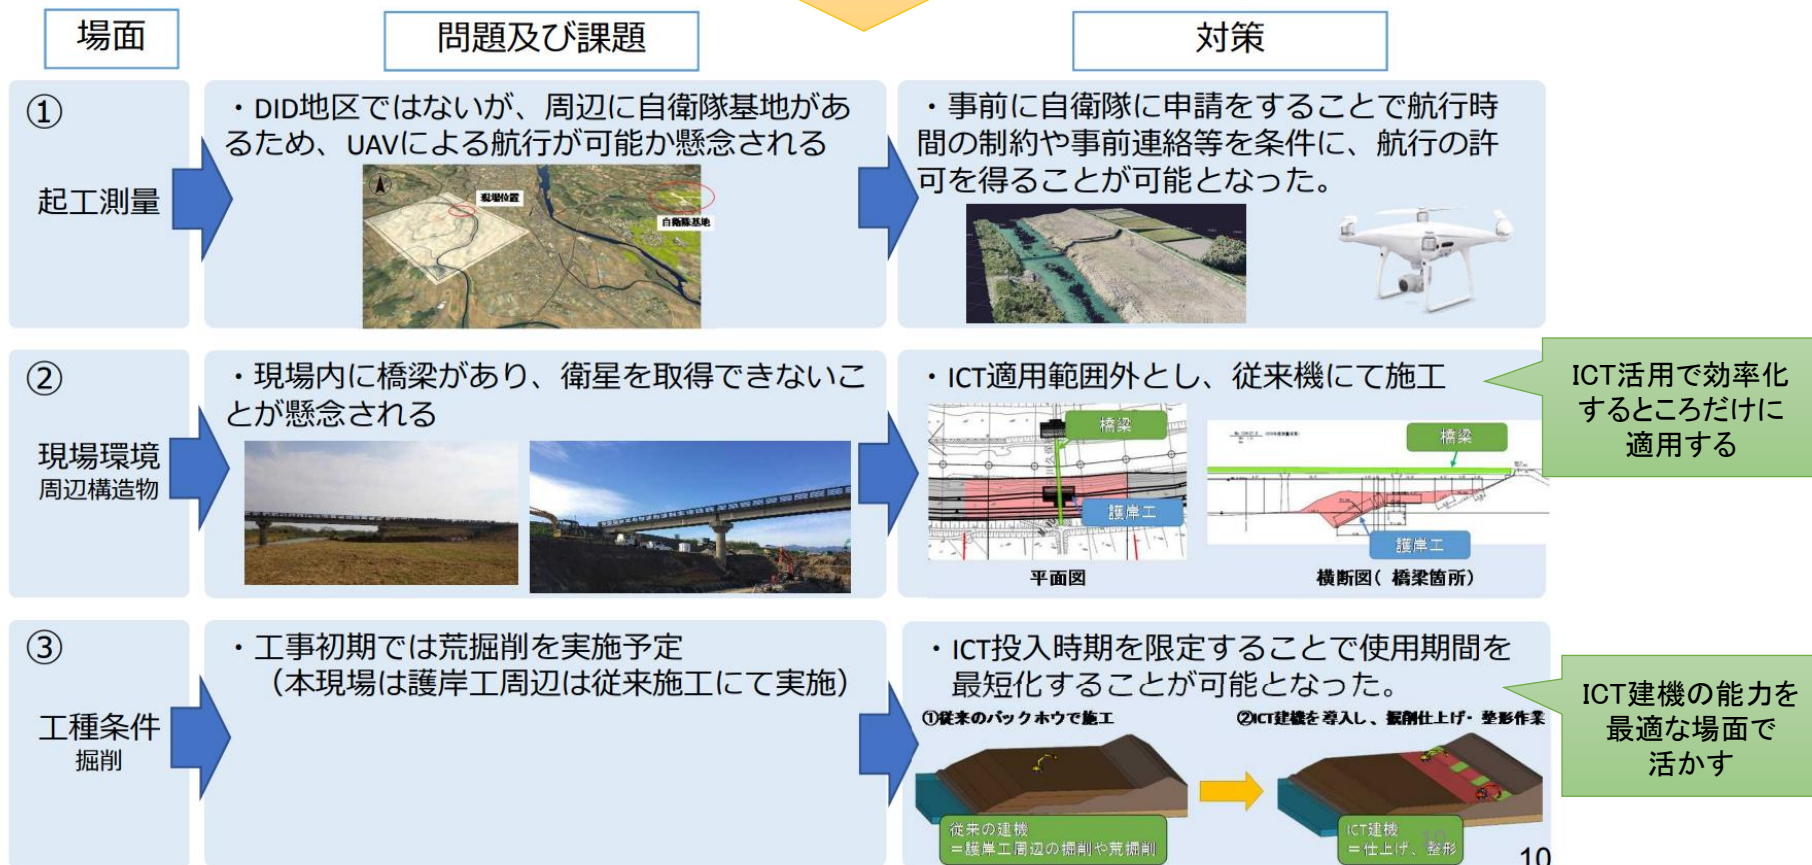 場面
問題及び課題
対策
①
起工測量
・DID地区ではないが、周辺に自衛隊基地があ
るため、UAVによる航行が可能か懸念される
現場位置
自衛隊基地
・事前に自衛隊に申請をすることで航行時
間の制約や事前連絡等を条件に、航行の許
可を得ることが可能となった。
②
現場環境
周辺構造物
・現場内に橋梁があり、衛星を取得できないこ
とが懸念される
・ICT適用範囲外とし、従来機にて施工
橋梁
護岸工
平面図
橋梁
護岸工
横断図( 橋梁箇所)
ICT活用で効率化
するところだけに
適用する
③
工種条件
掘削
・工事初期では荒掘削を実施予定
（本現場は護岸工周辺は従来施工にて実施）
・ICT投入時期を限定することで使用期間を
最短化することが可能となった。
①従来のバックホウで施工
②ICT建機を導入し、掘削仕上げ・整形作業
従来の建機
＝護岸工周辺の掘削や荒掘削
ICT建機
＝仕上げ、整形
ICT建機の能力を
最適な場面で
活かす
10
10